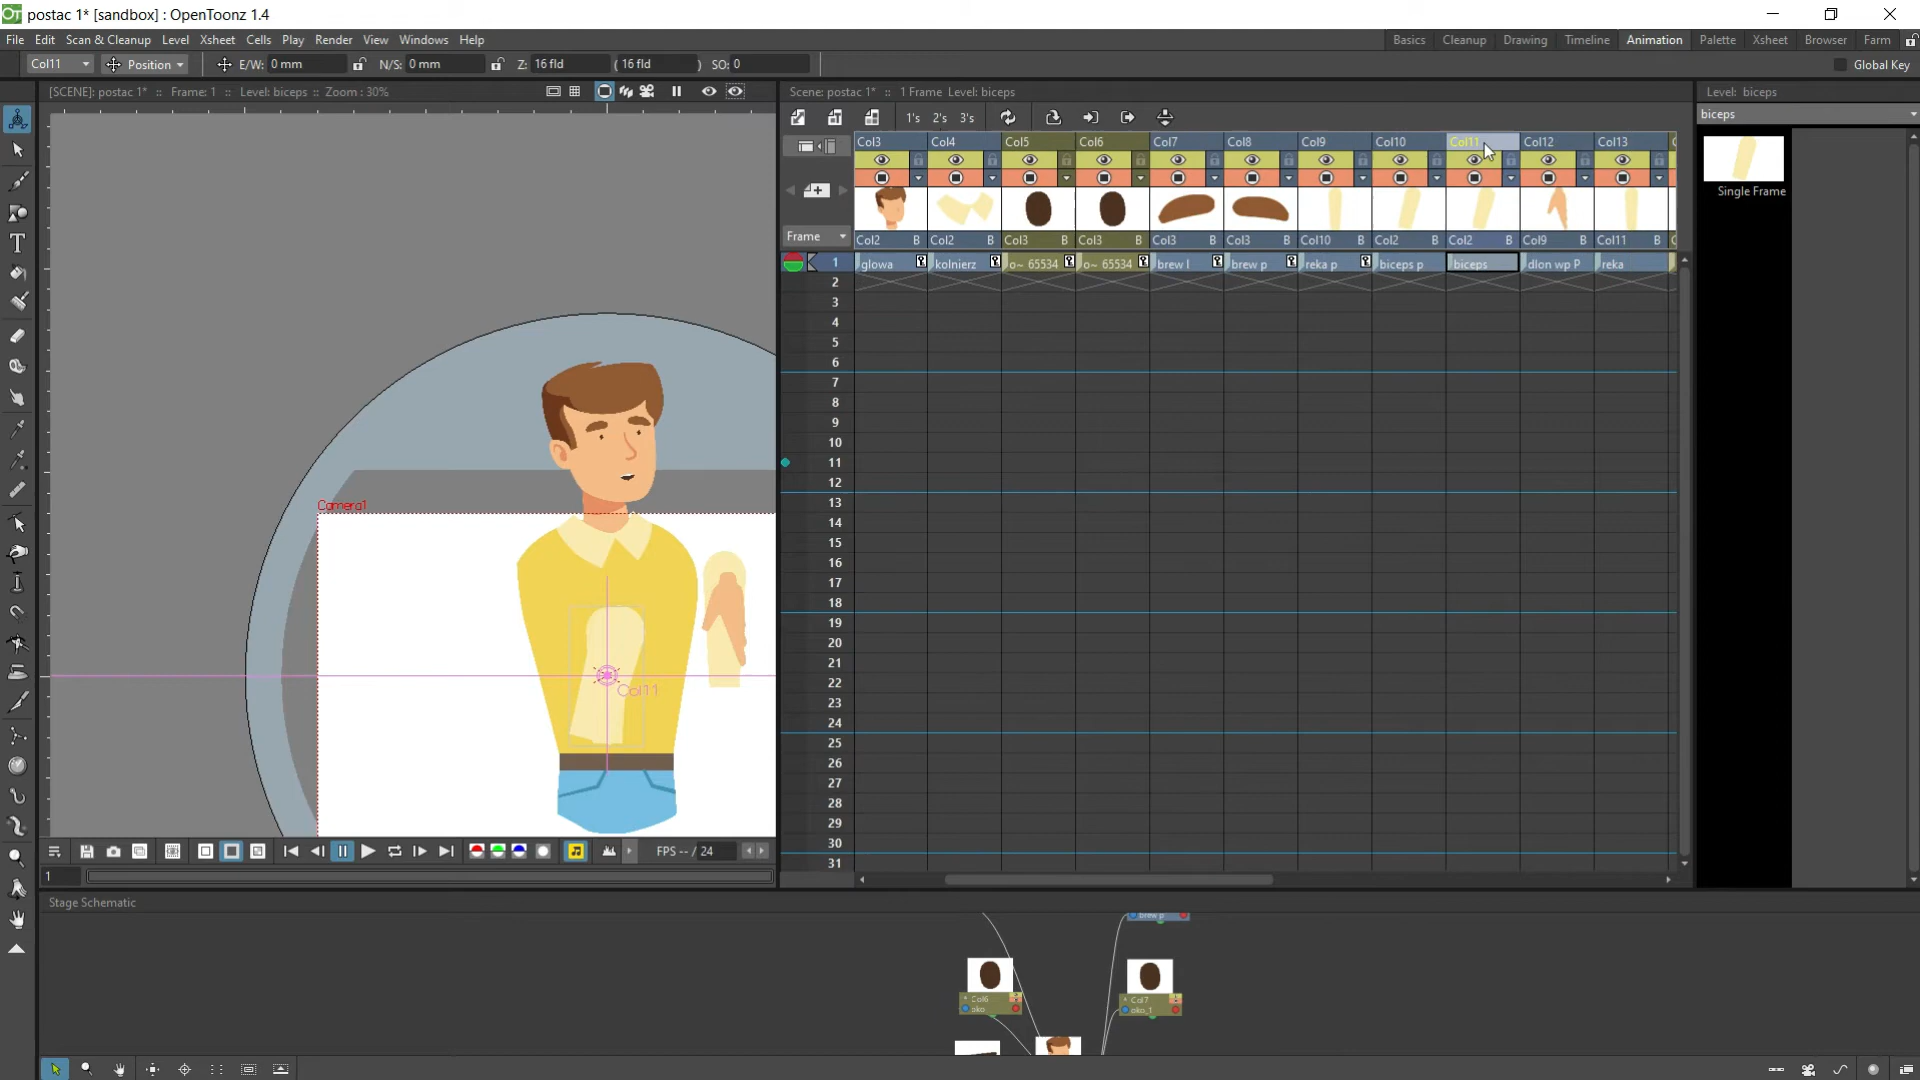 postac 1* [sandbox] : OpenToonz 1.4
File Edit Scan & Cleanup Level Xsheet Cells Play Render View Windows Help
Basics Cleanup Drawing Timeline Animation Palette Xsheet Browser Farm
Col11 Position E/W: 0 mm N/S: 0 mm Z: 16 fld ( 16 fld ) SO: 0
Global Key
[SCENE]: postac 1* :: Frame: 1 :: Level: biceps :: Zoom : 30%
Scene: postac 1* :: 1 Frame Level: biceps
Level: biceps
biceps
Single Frame
1's 2's 3's
Col3 Col4 Col5 Col6 Col7 Col8 Col9 Col10 Col11 Col12 Col13
Frame
Col2 B Col2 B Col3 B Col3 B Col3 B Col3 B Col10 B Col2 B Col2 B Col9 B Col11 B
1 glowa kolnierz o~ 65534 o~ 65534 brew l brew p reka p biceps p biceps dlon wp P reka
2
3
4
5
6
7
8
9
10
11
12
13
14
15
16
17
18
19
20
21
22
23
24
25
26
27
28
29
30
31
Camera1
Col11
FPS -- / 24
1
Stage Schematic
brew p
Col6
oko
Col7
oko_1